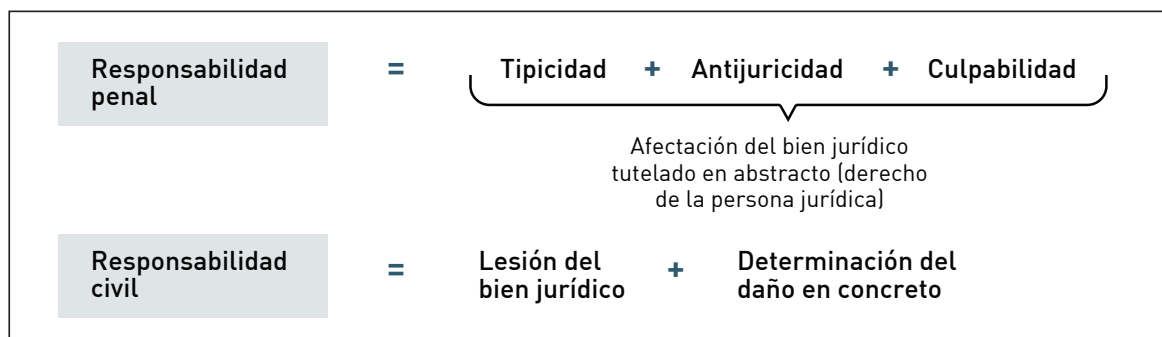 Responsabilidad penal = Tipicidad + Antijuricidad + Culpabilidad
Afectación del bien jurídico
tutelado en abstracto (derecho
de la persona jurídica)
Responsabilidad civil = Lesión del bien jurídico + Determinación del daño en concreto